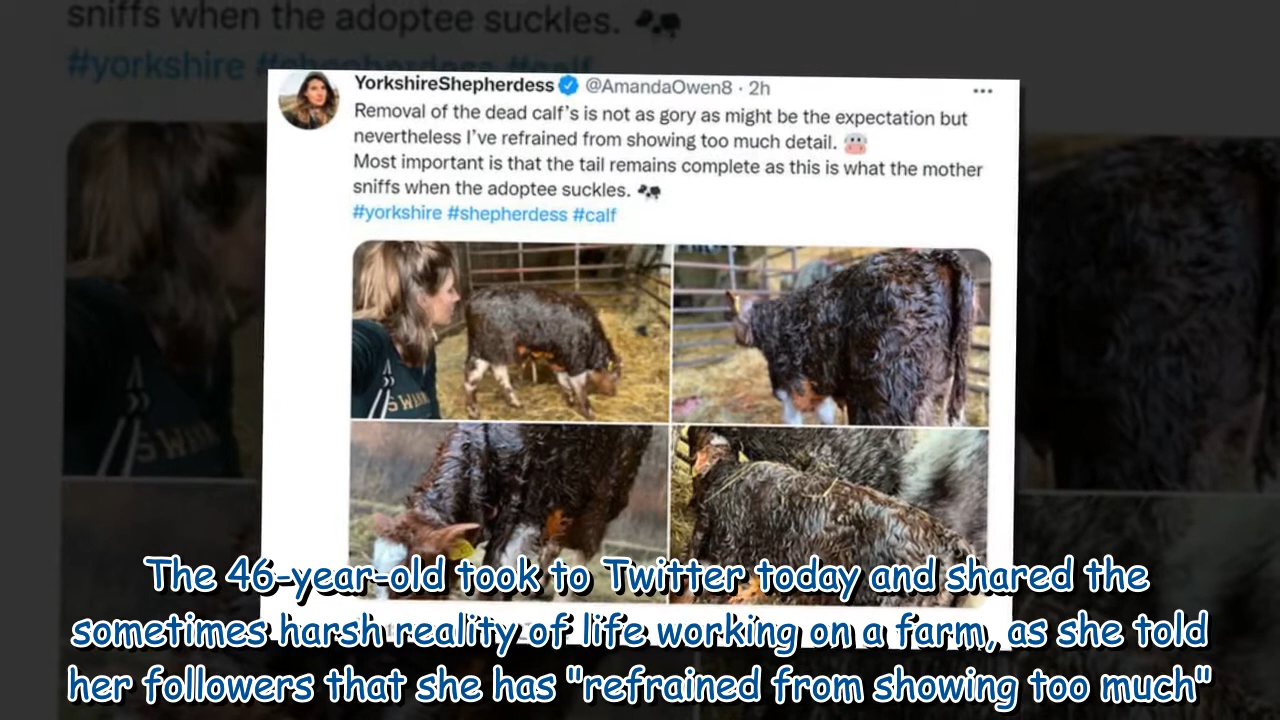 sniffs when the adoptee suckles.
#yorkshire #shepherdess #calf
YorkshireShepherdess @AmandaOwen8 · 2h
Removal of the dead calf's is not as gory as might be the expectation but
nevertheless I've refrained from showing too much detail.
Most important is that the tail remains complete as this is what the mother
sniffs when the adoptee suckles.
#yorkshire #shepherdess #calf
The 46-year-old took to Twitter today and shared the
sometimes harsh reality of life working on a farm, as she told
her followers that she has "refrained from showing too much"